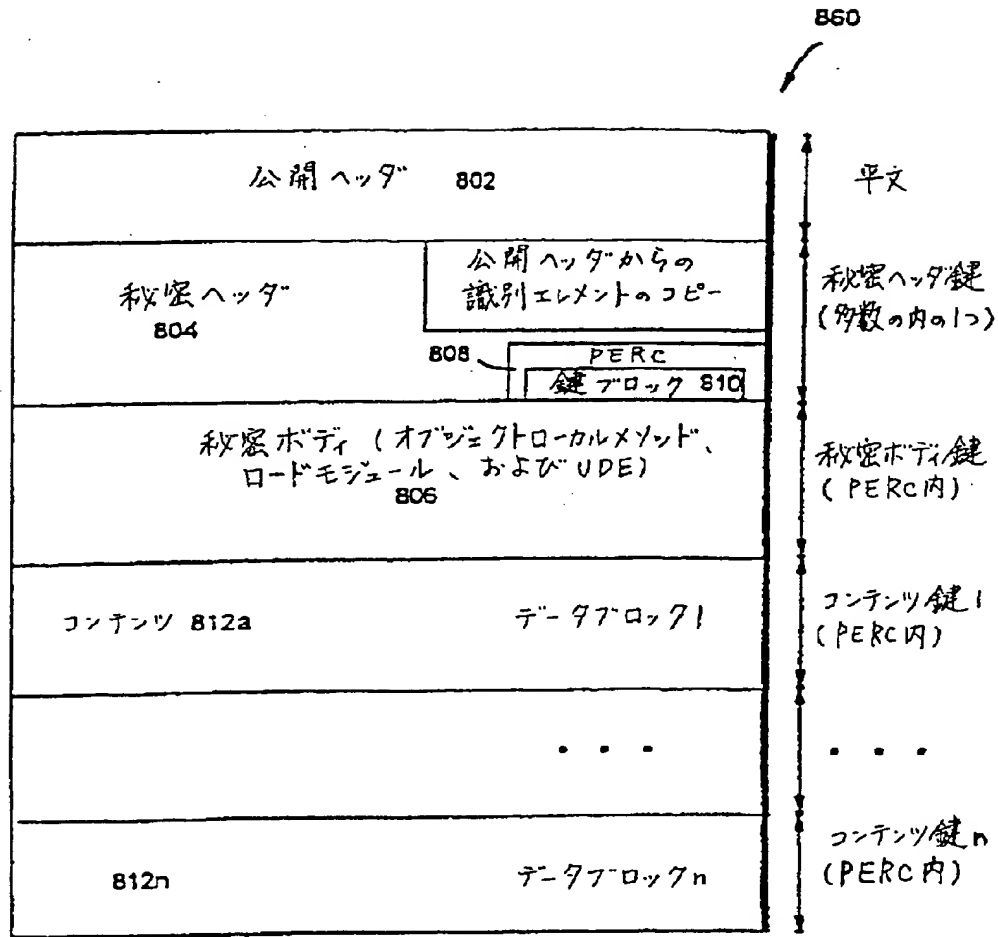 860
公開ヘッダ 802
平文
秘密ヘッダ
804
公開ヘッダからの
識別エレメントのコピー
808
PERC
鍵ブロック 810
秘密ヘッダ鍵
(多数の内の1つ)
秘密ボディ (オブジェクトローカルメソッド、
ロードモジュール、およびUDE)
806
秘密ボディ鍵
(PERC内)
コンテンツ 812a
データブロック1
コンテンツ鍵1
(PERC内)
• • •
• • •
812n
データブロックn
コンテンツ鍵n
(PERC内)